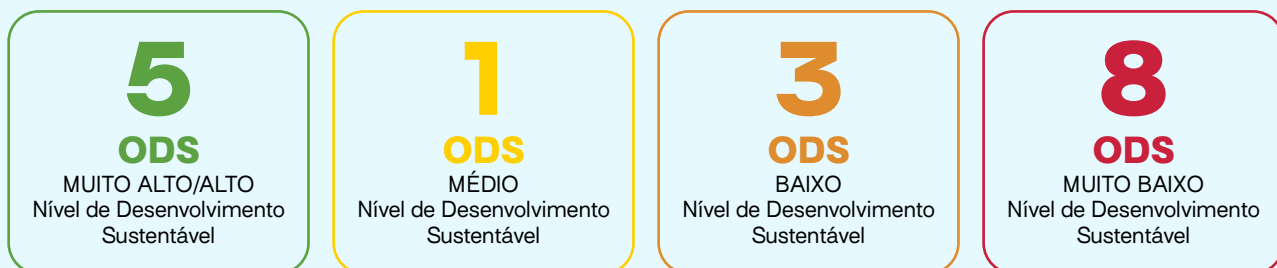 5
ODS
MUITO ALTO/ALTO
Nível de Desenvolvimento
Sustentável
1
ODS
MÉDIO
Nível de Desenvolvimento
Sustentável
3
ODS
BAIXO
Nível de Desenvolvimento
Sustentável
8
ODS
MUITO BAIXO
Nível de Desenvolvimento
Sustentável